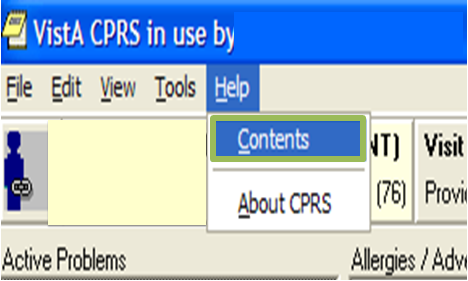 VistA CPRS in use by
File Edit View Tools Help
Contents
About CPRS
NT) Visit
(76) Provi
Active Problems Allergies / Adve